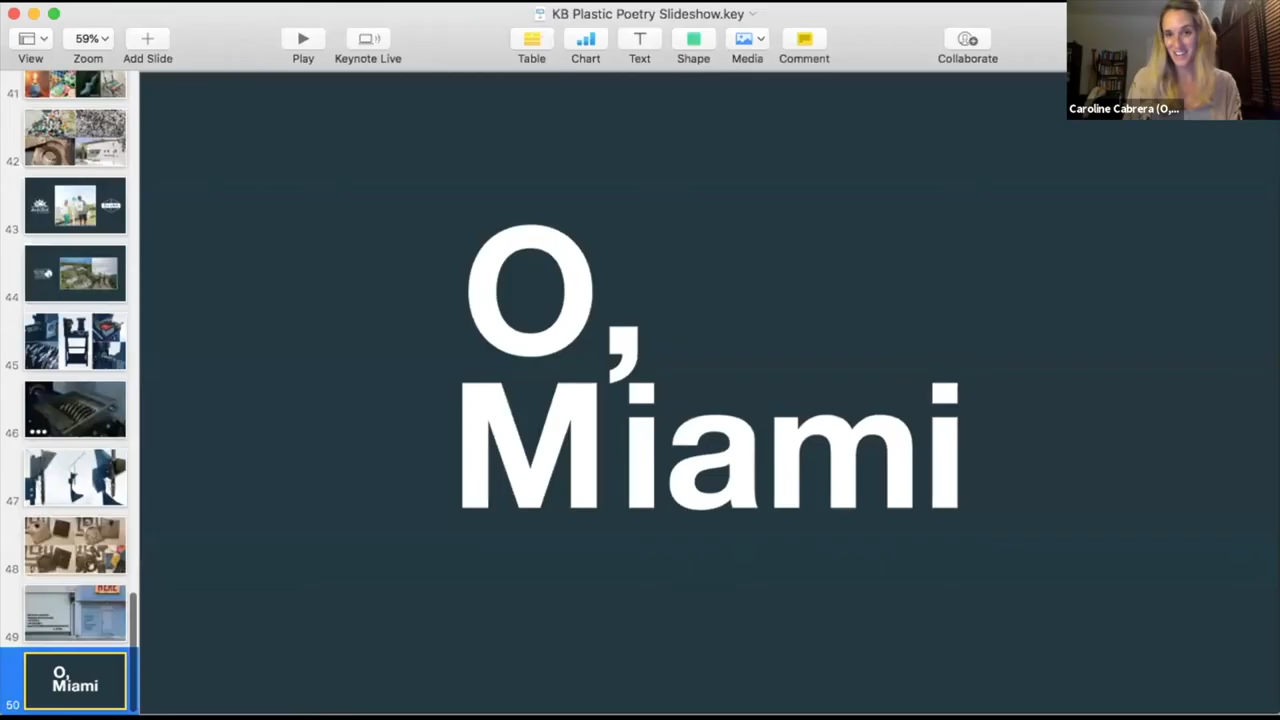 KB Plastic Poetry Slideshow.key
59%
View
Zoom
Add Slide
Play
Keynote Live
Table
Chart
Text
Shape
Media
Comment
Collaborate
Caroline Cabrera (O,...
41
42
43
44
45
46
47
48
49
HERE
50
O,
Miami
O,
Miami